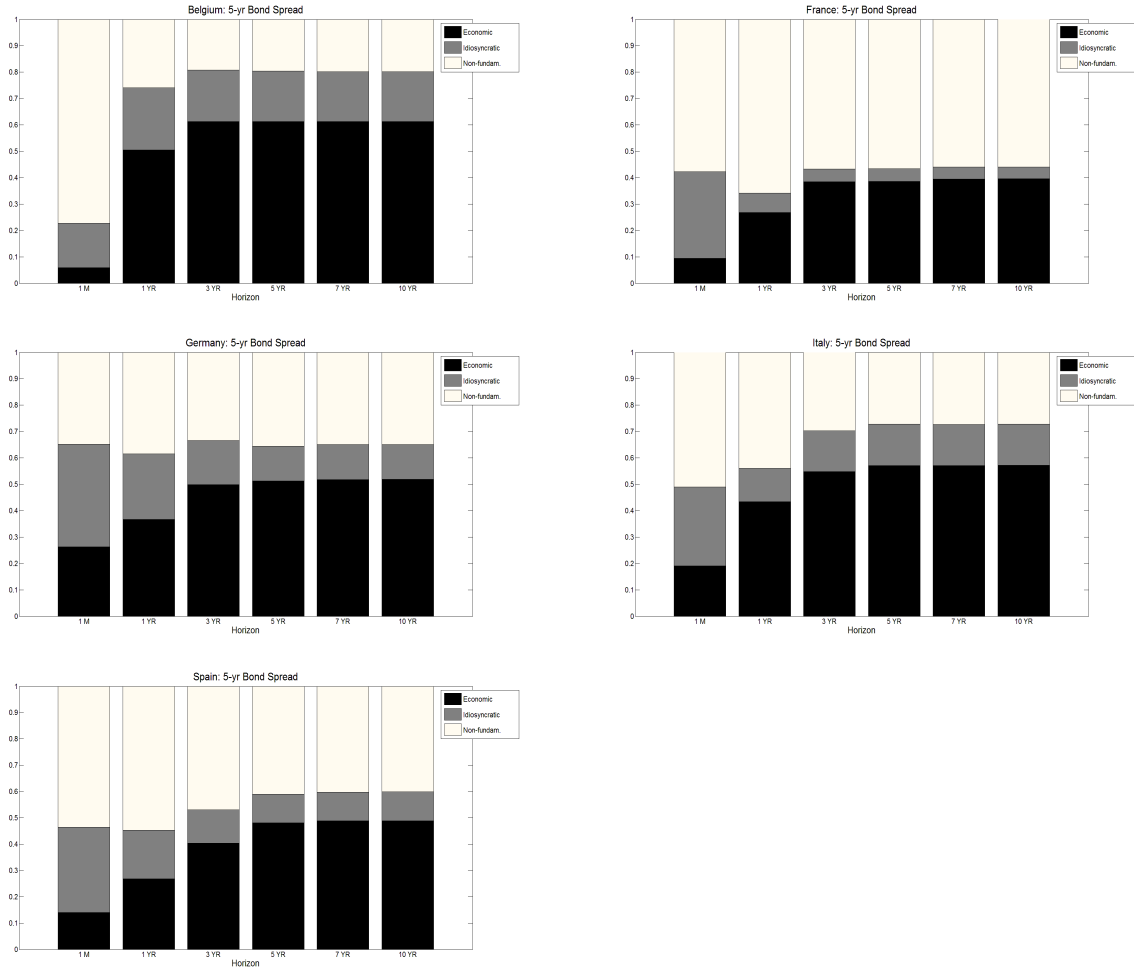 Belgium: 5-yr Bond Spread
1
0.9
0.8
0.7
0.6
0.5
0.4
0.3
0.2
0.1
0
Economic
Idiosyncratic
Non-fundam.
1 M 1 YR 3 YR 5 YR 7 YR 10 YR
Horizon
France: 5-yr Bond Spread
1
0.9
0.8
0.7
0.6
0.5
0.4
0.3
0.2
0.1
0
Economic
Idiosyncratic
Non-fundam.
1 M 1 YR 3 YR 5 YR 7 YR 10 YR
Horizon
Germany: 5-yr Bond Spread
1
0.9
0.8
0.7
0.6
0.5
0.4
0.3
0.2
0.1
0
Economic
Idiosyncratic
Non-fundam.
1 M 1 YR 3 YR 5 YR 7 YR 10 YR
Horizon
Italy: 5-yr Bond Spread
1
0.9
0.8
0.7
0.6
0.5
0.4
0.3
0.2
0.1
0
Economic
Idiosyncratic
Non-fundam.
1 M 1 YR 3 YR 5 YR 7 YR 10 YR
Horizon
Spain: 5-yr Bond Spread
1
0.9
0.8
0.7
0.6
0.5
0.4
0.3
0.2
0.1
0
Economic
Idiosyncratic
Non-fundam.
1 M 1 YR 3 YR 5 YR 7 YR 10 YR
Horizon